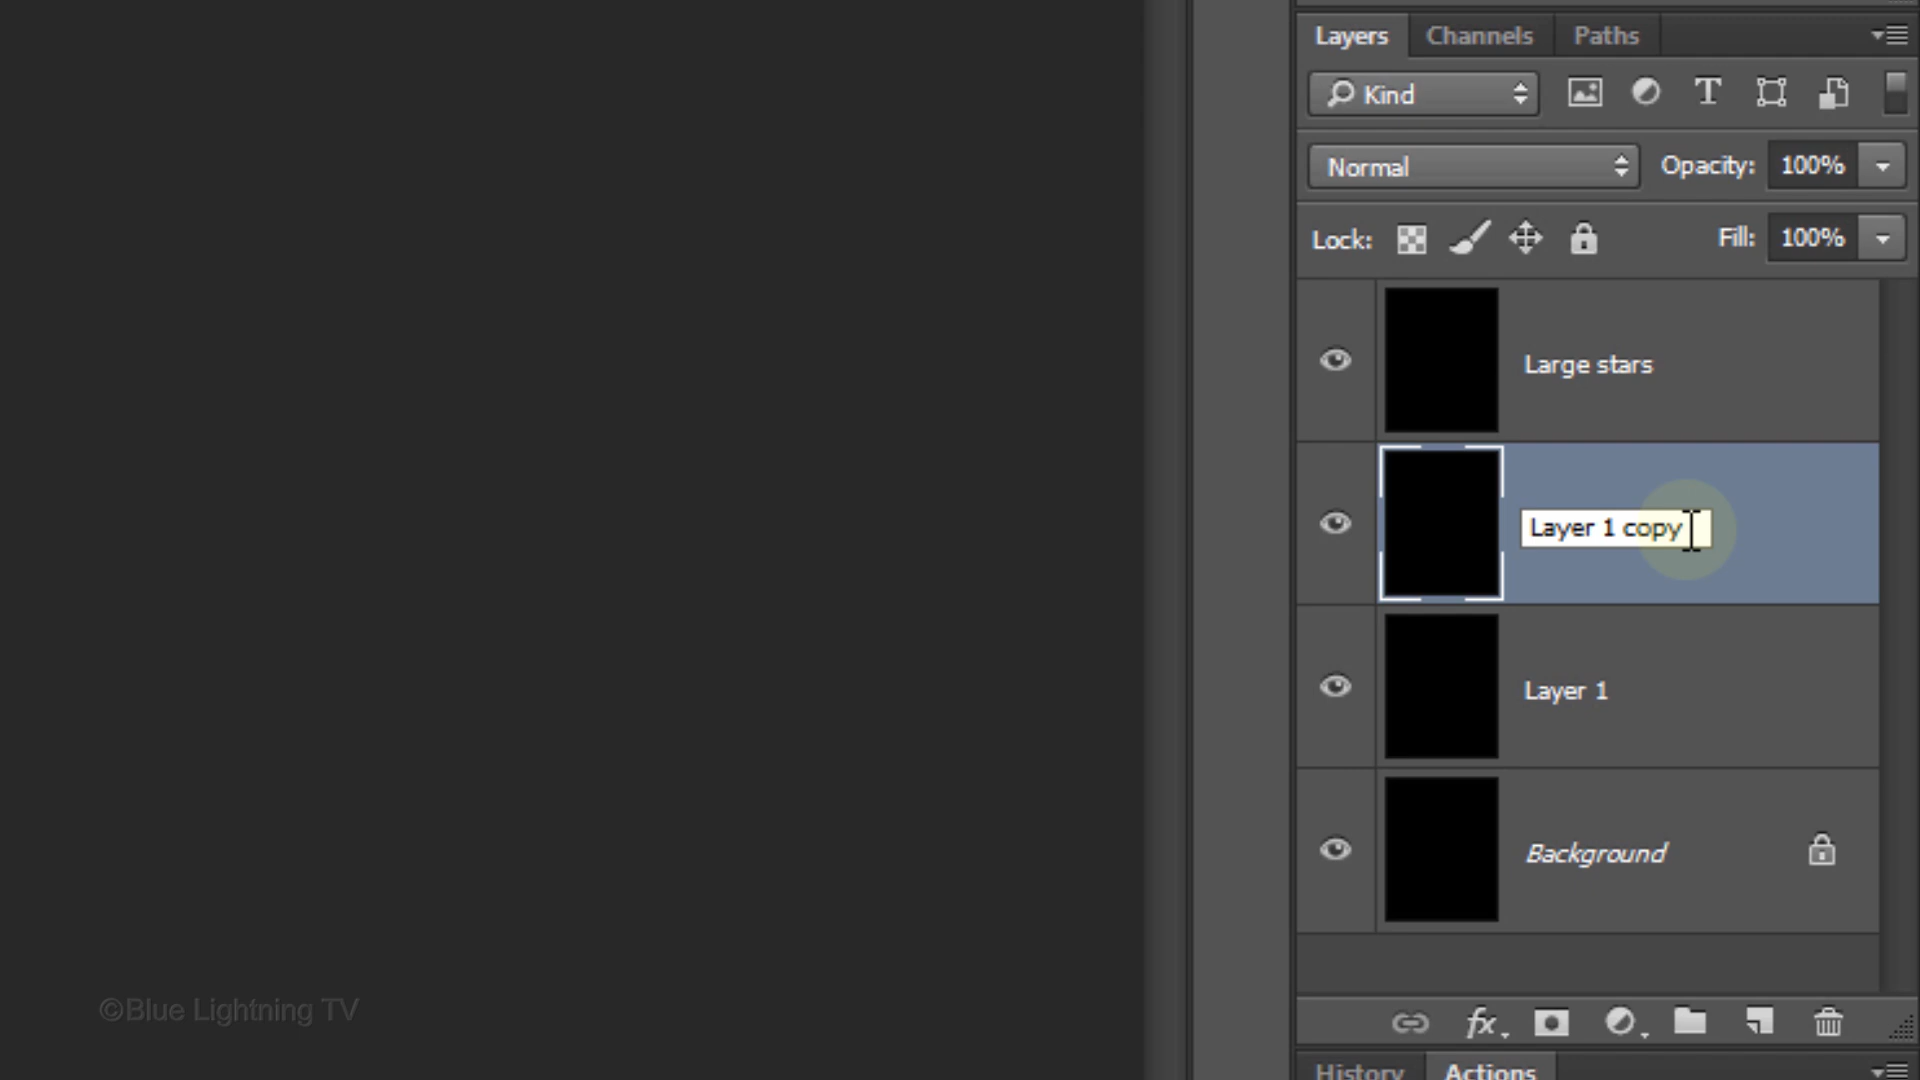 Layers Channels Paths
Kind
Normal Opacity: 100%
Lock: Fill: 100%
Large stars
Layer 1 copy
Layer 1
Background
©Blue Lightning TV
fx
History Actions